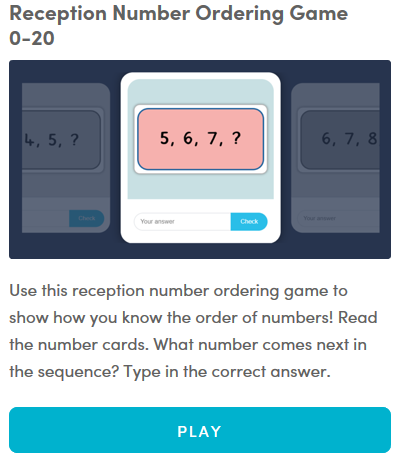 Reception Number Ordering Game
0-20
4, 5, ?
5, 6, 7, ?
6, 7, 8
Check
Your answer
Check
Your answer
Use this reception number ordering game to
show how you know the order of numbers! Read
the number cards. What number comes next in
the sequence? Type in the correct answer.
PLAY